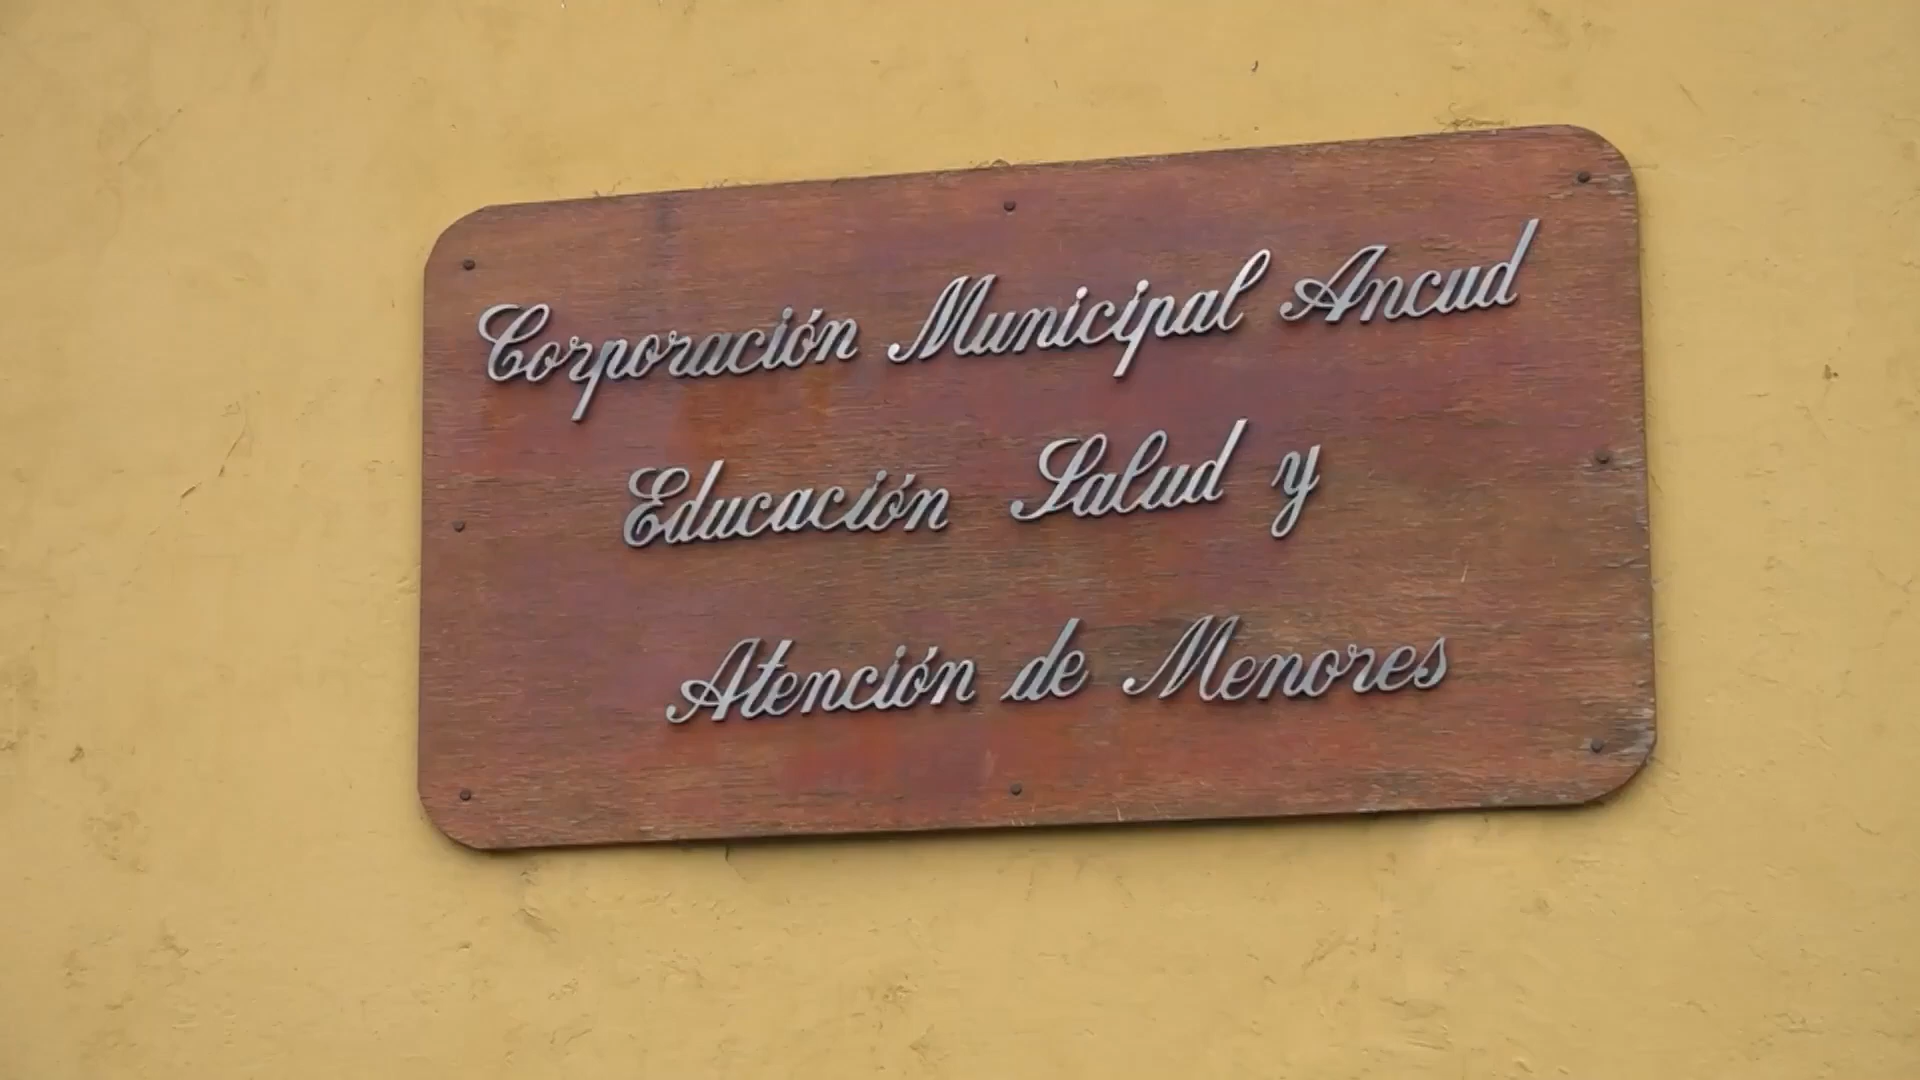 Corporación Municipal Ancud
Educación Salud y
Atención de Menores